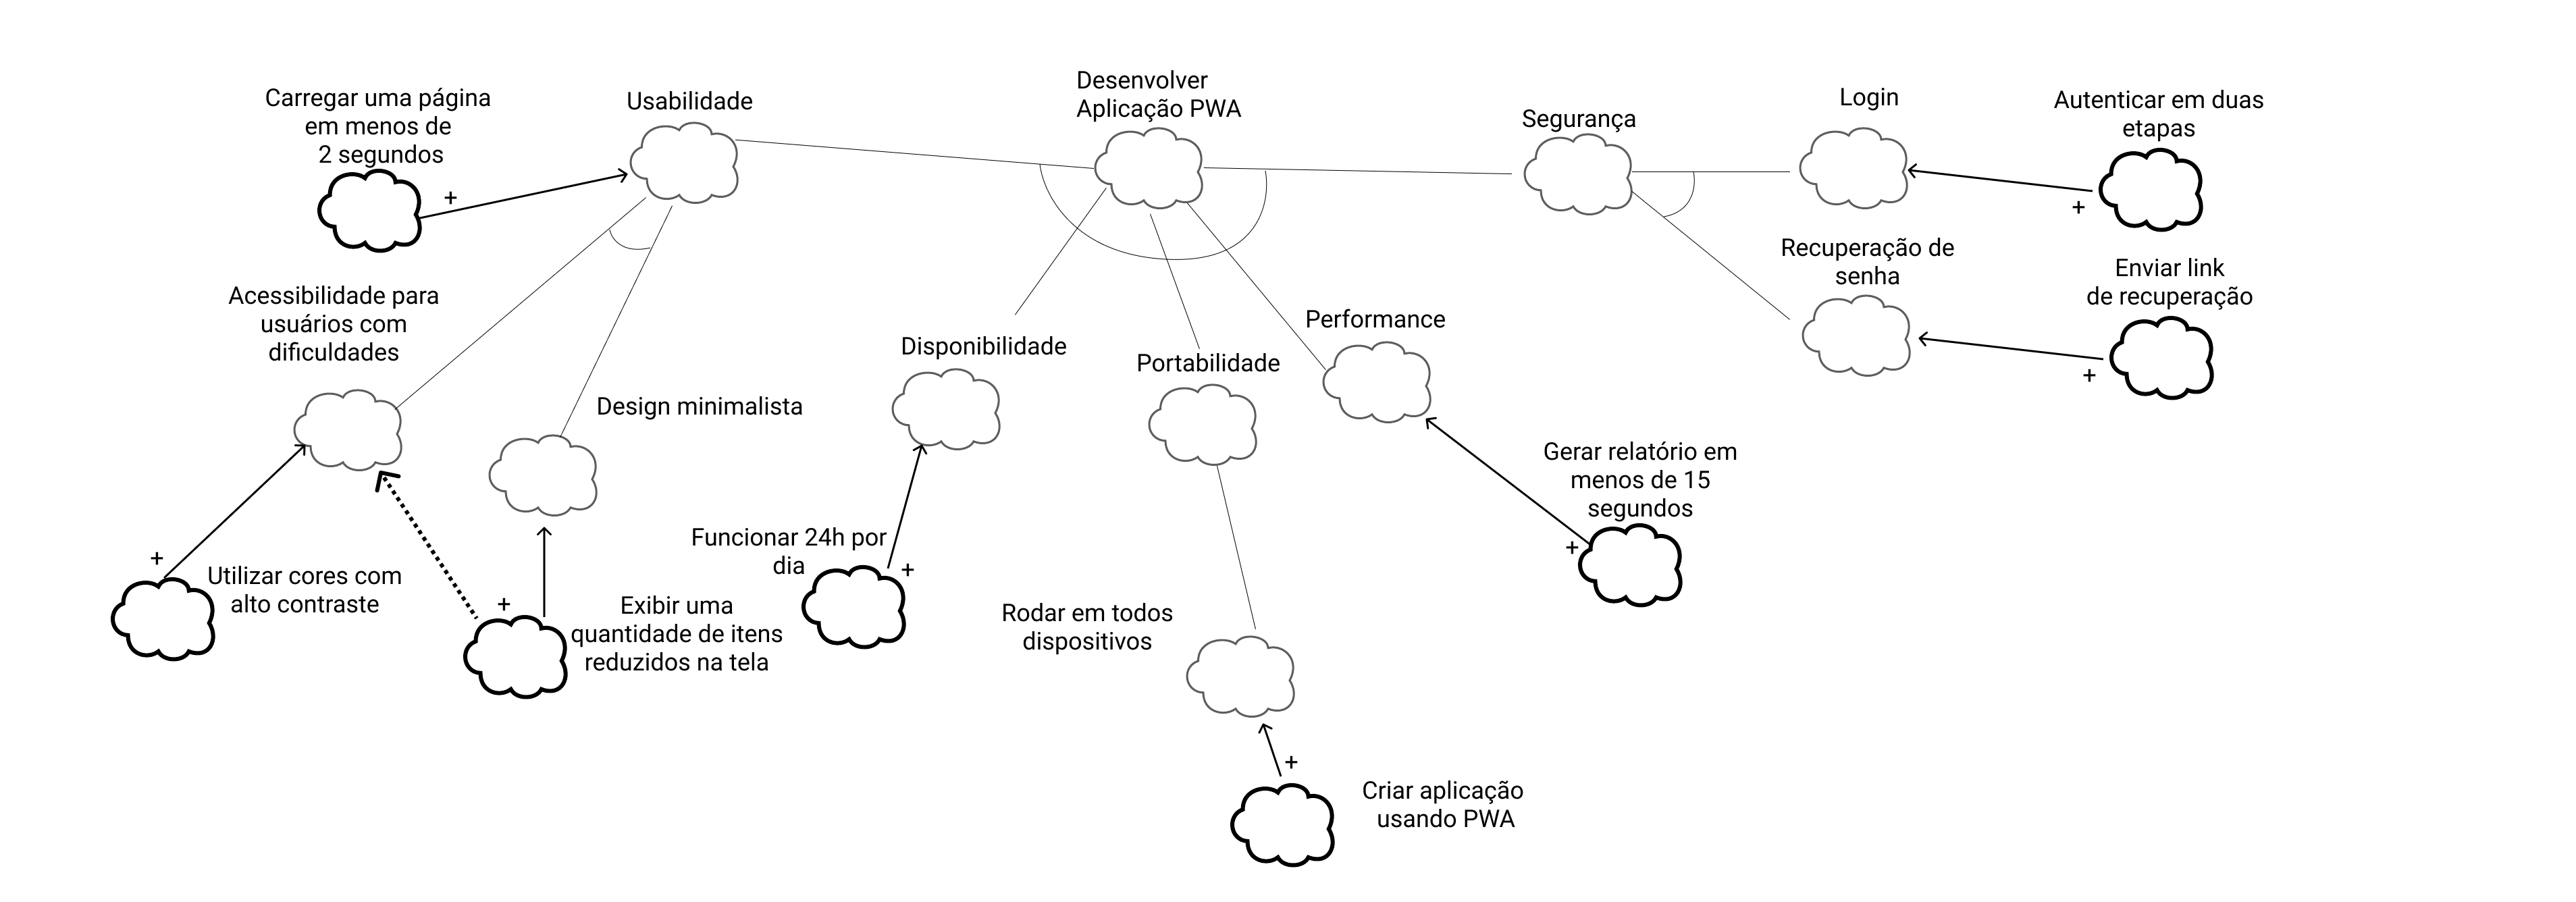 Carregar uma página
em menos de
2 segundos
+
Usabilidade
Desenvolver
Aplicação PWA
Segurança
Login
Autenticar em duas
etapas
+
Recuperação de
senha
Enviar link
de recuperação
+
Acessibilidade para
usuários com
dificuldades
Design minimalista
Disponibilidade
Portabilidade
Performance
Gerar relatório em
menos de 15
segundos
+
+
Utilizar cores com
alto contraste
+
Exibir uma
quantidade de itens
reduzidos na tela
Funcionar 24h por
dia
+
Rodar em todos
dispositivos
+
Criar aplicação
usando PWA